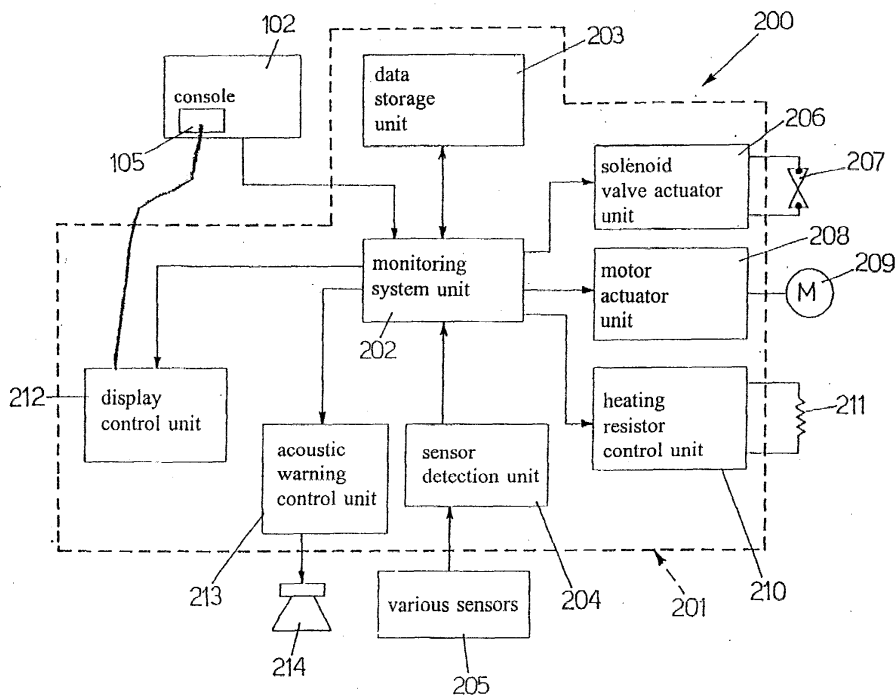 102
203
200
console
105
data
storage
unit
206
solenoid
valve actuator
unit
207
208
monitoring
system unit
202
motor
actuator
unit
209
M
212
display
control unit
heating
resistor
control unit
211
acoustic
warning
control unit
sensor
detection unit
213
214
various sensors
205
204
201
210